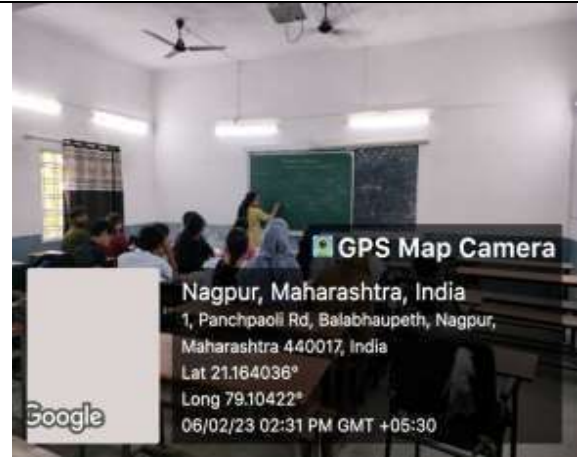 GPS Map Camera
Nagpur, Maharashtra, India
1, Panchpaoli Rd, Balabhaupeth, Nagpur,
Maharashtra 440017, India
Lat 21.164036°
Long 79.10422°
06/02/23 02:31 PM GMT +05:30
Google